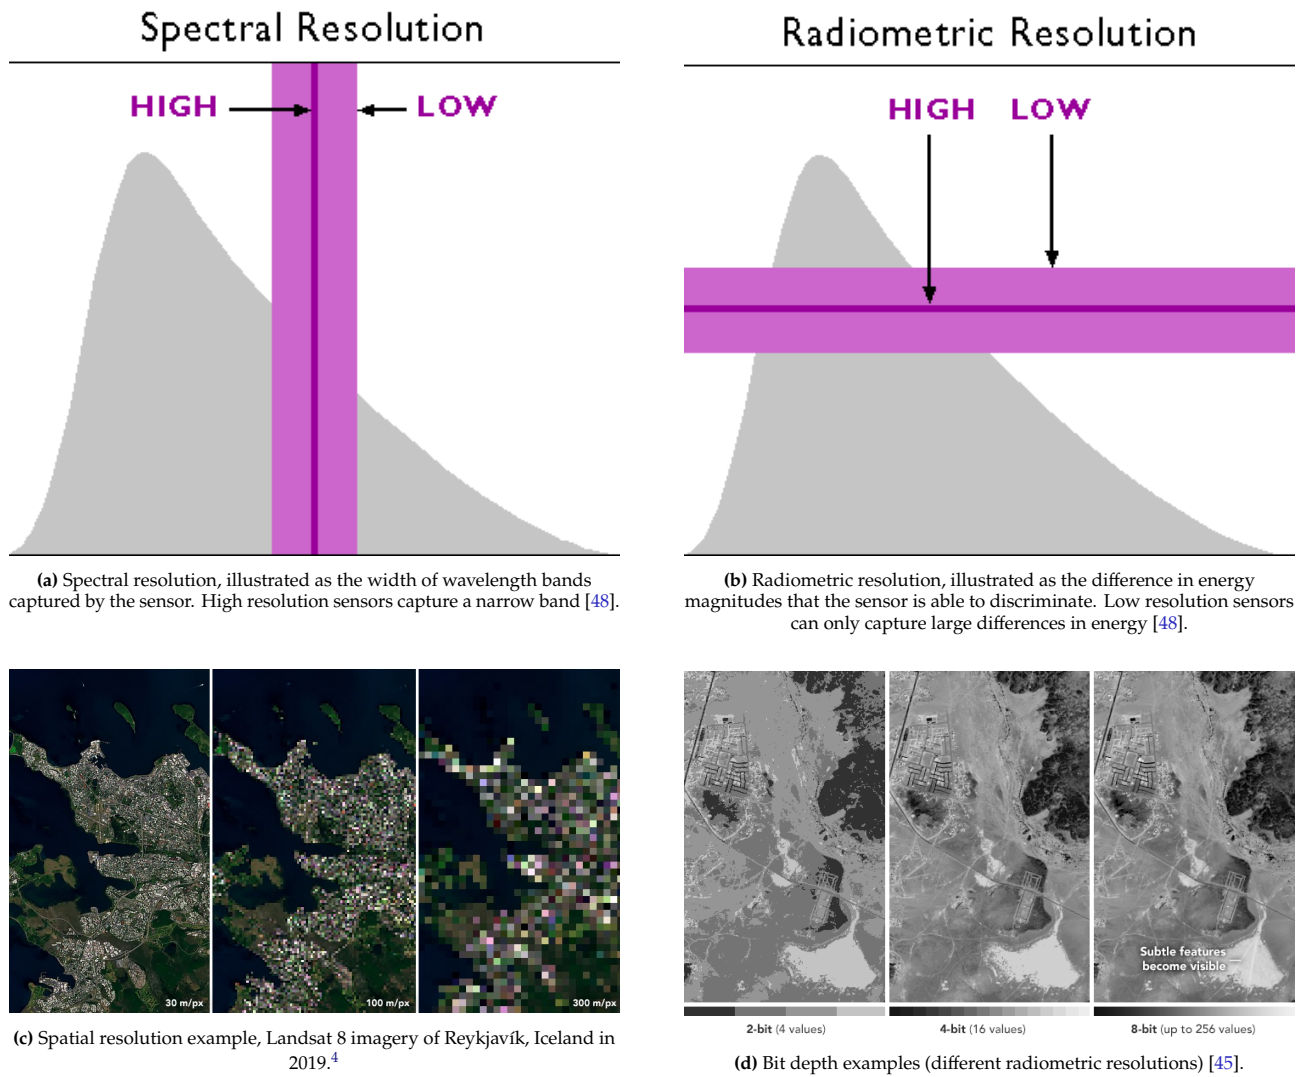 Spectral Resolution
HIGH
LOW
(a) Spectral resolution, illustrated as the width of wavelength bands
captured by the sensor. High resolution sensors capture a narrow band [48].
Radiometric Resolution
HIGH LOW
(b) Radiometric resolution, illustrated as the difference in energy
magnitudes that the sensor is able to discriminate. Low resolution sensors
can only capture large differences in energy [48].
30 m/px
100 m/px
300 m/px
(c) Spatial resolution example, Landsat 8 imagery of Reykjavík, Iceland in
2019.4
Subtle features
become visible
2-bit (4 values)
4-bit (16 values)
8-bit (up to 256 values)
(d) Bit depth examples (different radiometric resolutions) [45].